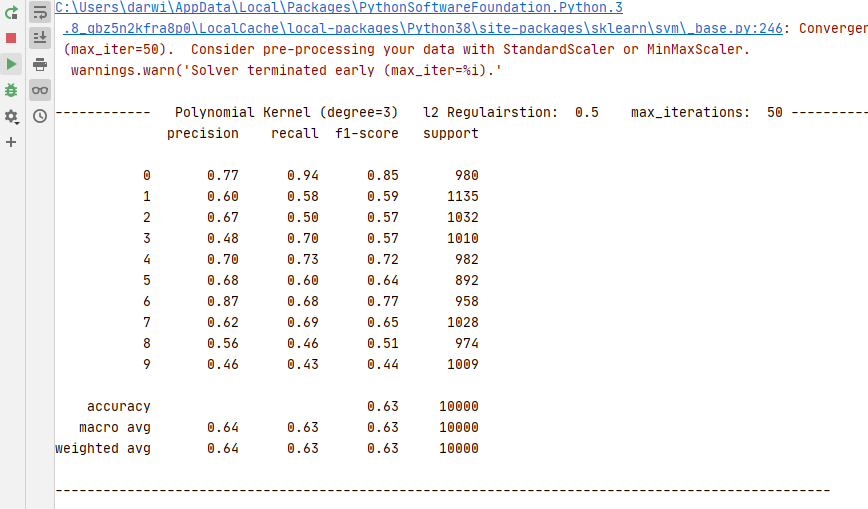 C:\Users\darwi\AppData\Local\Packages\PythonSoftwareFoundation.Python.3
.8_qbz5n2kfra8p0\LocalCache\local-packages\Python38\site-packages\sklearn\svm\_base.py:246: Convergen
(max_iter=50).  Consider pre-processing your data with StandardScaler or MinMaxScaler.
warnings.warn('Solver terminated early (max_iter=%i).'
------------   Polynomial Kernel (degree=3)   l2 Regulairstion:  0.5    max_iterations:  50 ----------
precision    recall  f1-score   support
0       0.77      0.94      0.85       980
1       0.60      0.58      0.59      1135
2       0.67      0.50      0.57      1032
3       0.48      0.70      0.57      1010
4       0.70      0.73      0.72       982
5       0.68      0.60      0.64       892
6       0.87      0.68      0.77       958
7       0.62      0.69      0.65      1028
8       0.56      0.46      0.51       974
9       0.46      0.43      0.44      1009
accuracy                           0.63     10000
macro avg       0.64      0.63      0.63     10000
weighted avg       0.64      0.63      0.63     10000
-------------------------------------------------------------------------------------------------